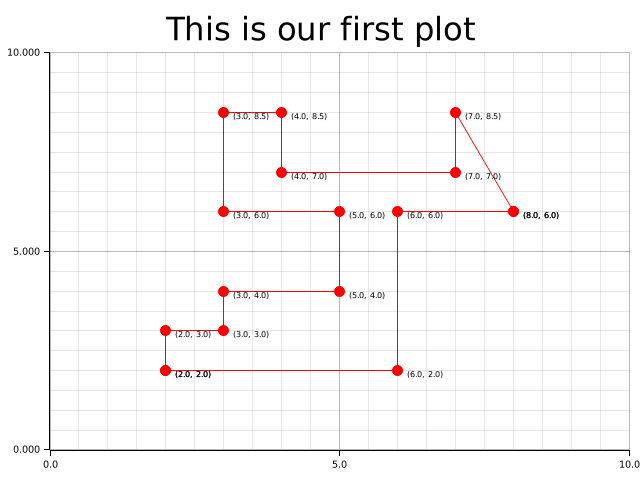 This is our first plot
10.000
(3.0, 8.5) (4.0, 8.5) (7.0, 8.5)
(4.0, 7.0) (7.0, 7.0)
(3.0, 6.0) (5.0, 6.0) (6.0, 6.0) (8.0, 6.0)
5.000
(3.0, 4.0) (5.0, 4.0)
(2.0, 3.0) (3.0, 3.0)
(2.0, 2.0) (6.0, 2.0)
0.000
0.0 5.0 10.0